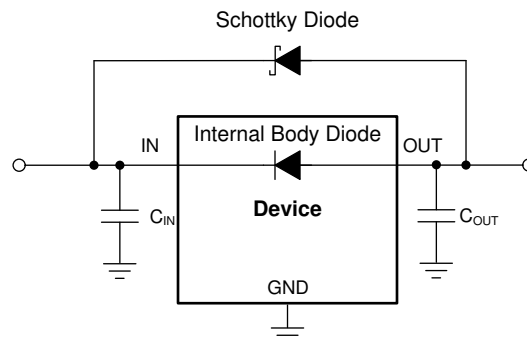 Schottky Diode
IN
Internal Body Diode
OUT
Device
CIN
COUT
GND